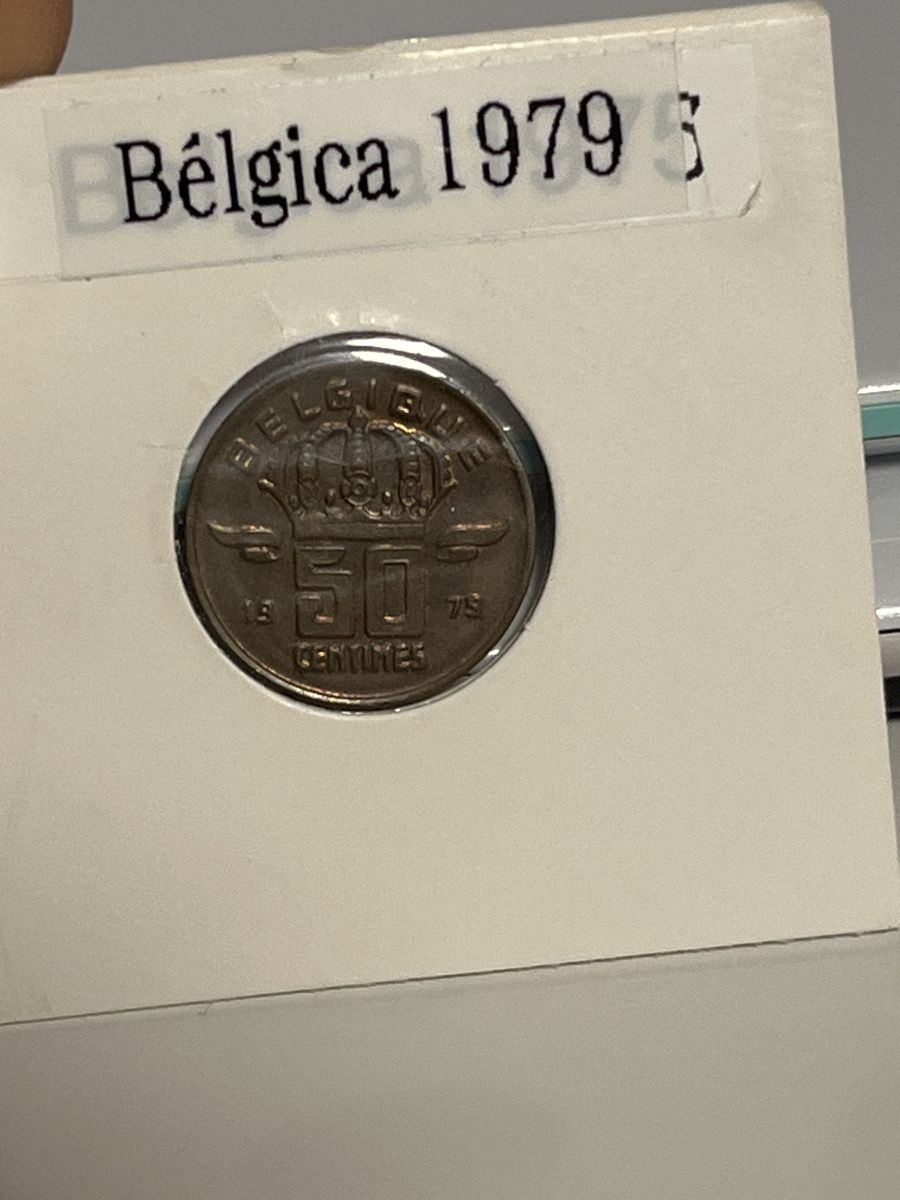 Bélgica 1979
BELGIQUE
50
19 79
CENTIMES